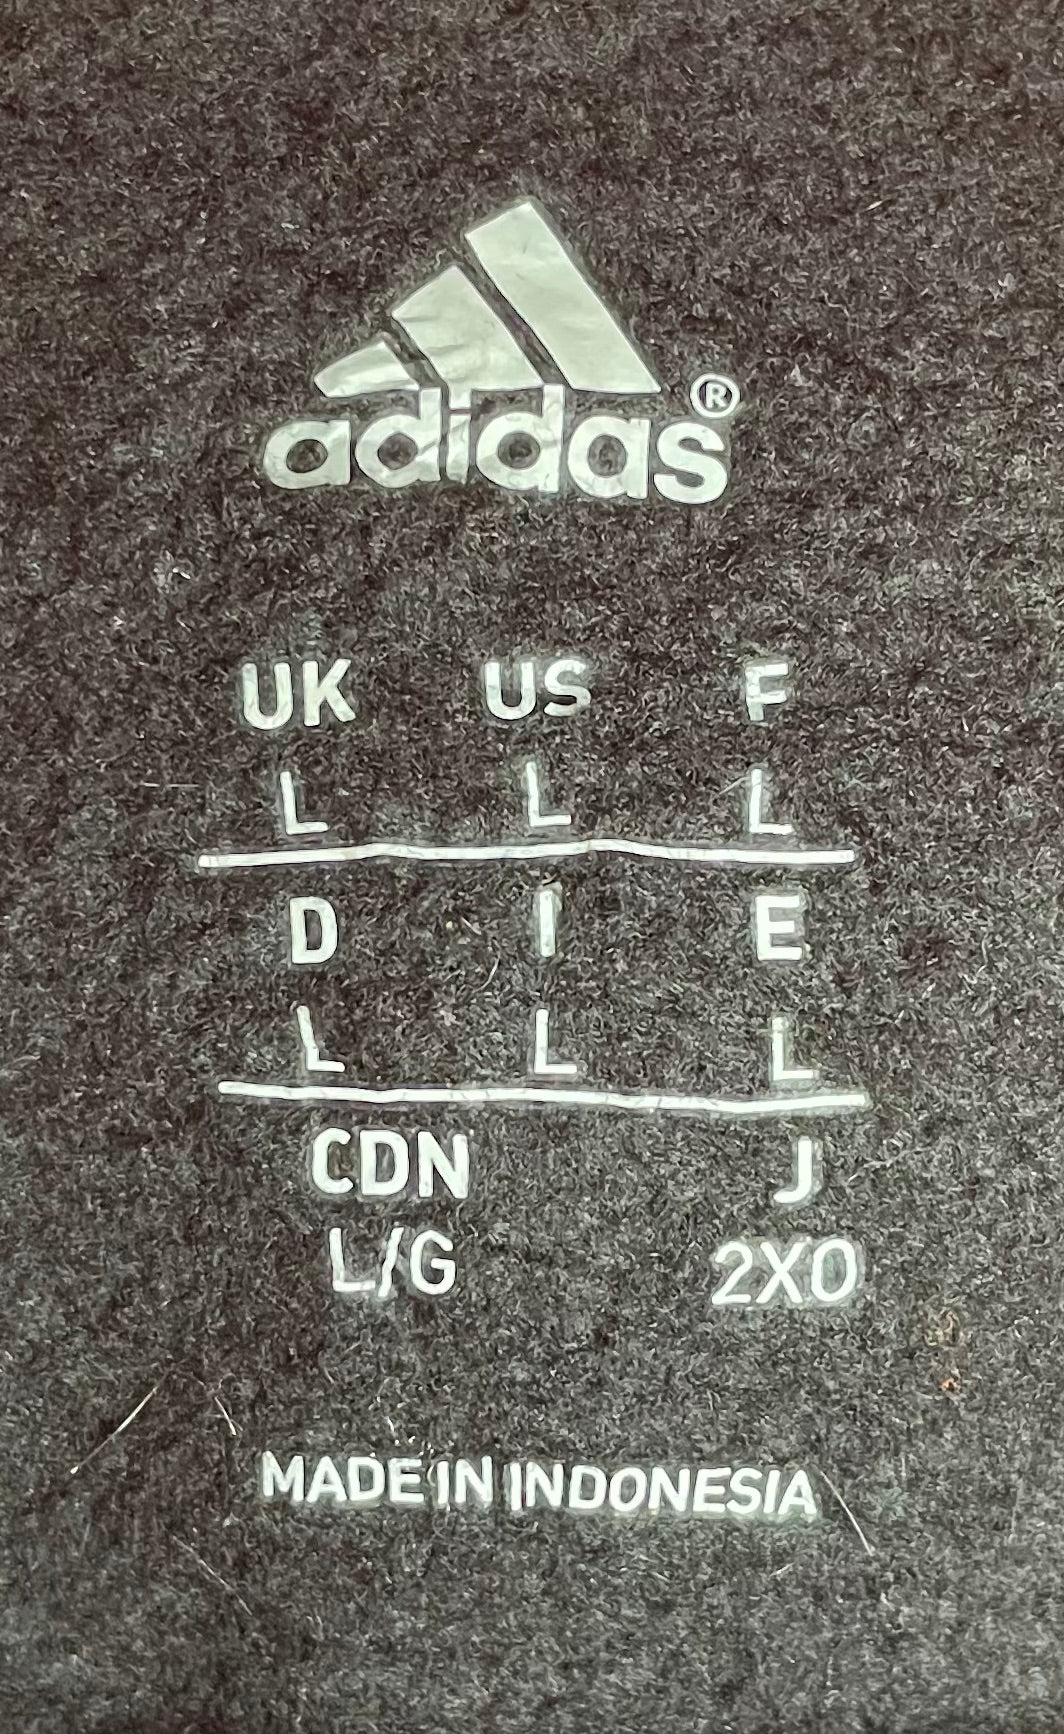 adidas®
UK US F
L L L
D I E
L L L
CDN J
L/G 2XO
MADE IN INDONESIA